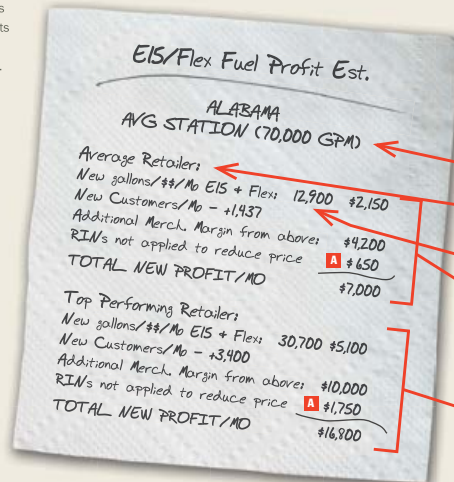 s
ts
E15/Flex Fuel Profit Est.
ALABAMA
AVG STATION (70,000 GPM)
Average Retailer:
New gallons/$$/Mo E15 & Flex: 12,900 $2,150
New Customers/Mo - +1,437
Additional Merch. Margin from above: $4,200
RINs not applied to reduce price A $650
TOTAL NEW PROFIT/MO $7,000
Top Performing Retailer:
New gallons/$$/Mo E15 & Flex: 30,700 $5,100
New Customers/Mo - +3,400
Additional Merch. Margin from above: $10,000
RINs not applied to reduce price A $1,750
TOTAL NEW PROFIT/MO $16,800